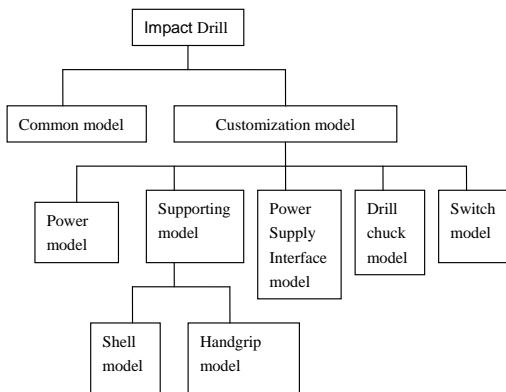 Impact Drill
Common model
Customization model
Power
model
Supporting
model
Power
Supply
Interface
model
Drill
chuck
model
Switch
model
Shell
model
Handgrip
model